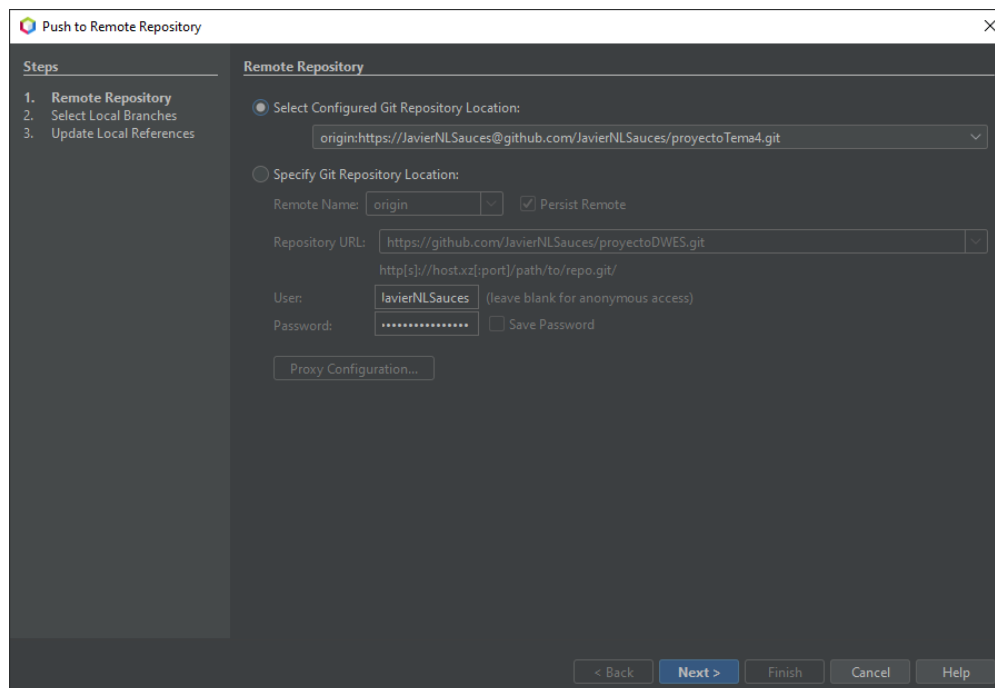 Push to Remote Repository
Steps
1. Remote Repository
2. Select Local Branches
3. Update Local References
Remote Repository
Select Configured Git Repository Location:
origin:https://JavierNLSauces@github.com/JavierNLSauces/proyectoTema4.git
Specify Git Repository Location:
Remote Name: origin Persist Remote
Repository URL: https://github.com/JavierNLSauces/proyectoDWES.git
http[s]://host.xz[:port]/path/to/repo.git/
User: JavierNLSauces (leave blank for anonymous access)
Password: •••••••••••••••• Save Password
Proxy Configuration...
< Back Next > Finish Cancel Help